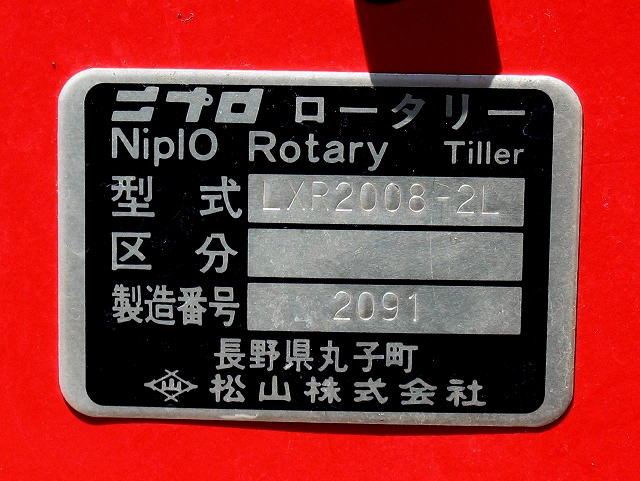 ニプロ ロータリー
NiplO Rotary Tiller
型式 LXR2008-2L
区分
製造番号 2091
長野県丸子町
松山株式会社